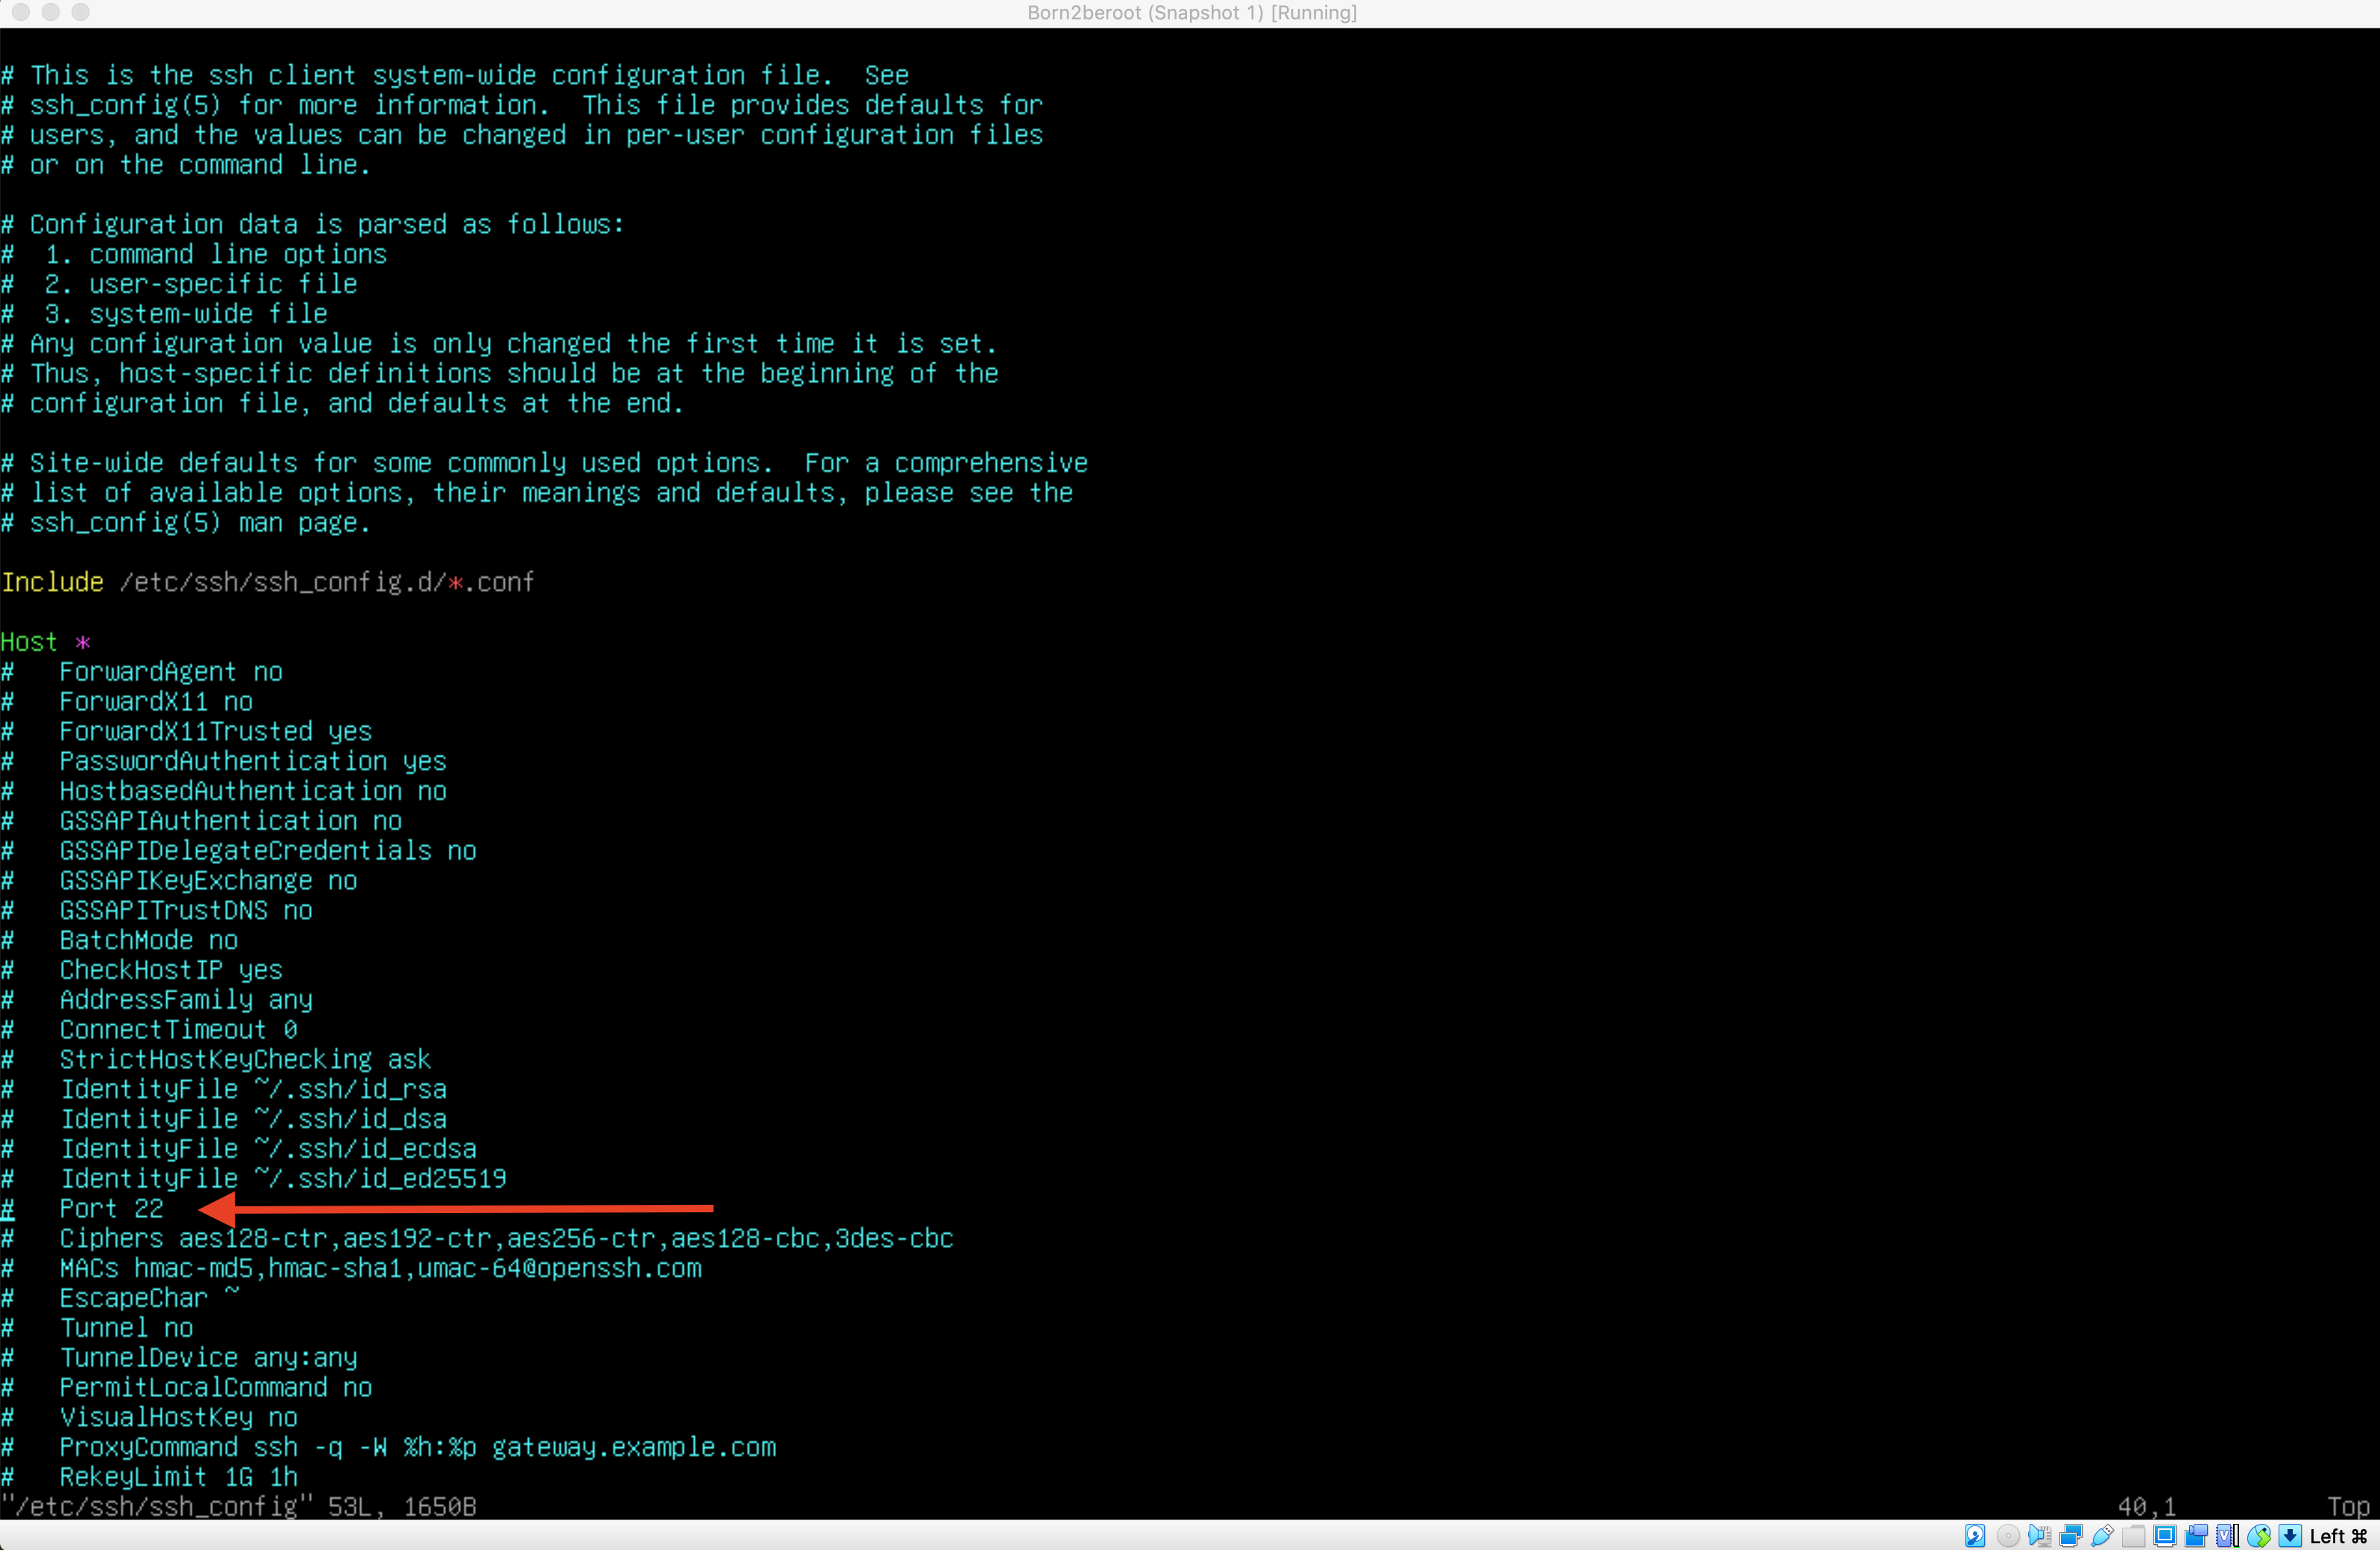 Born2beroot (Snapshot 1) [Running]
# This is the ssh client system-wide configuration file.  See
# ssh_config(5) for more information.  This file provides defaults for
# users, and the values can be changed in per-user configuration files
# or on the command line.
# Configuration data is parsed as follows:
#  1. command line options
#  2. user-specific file
#  3. system-wide file
# Any configuration value is only changed the first time it is set.
# Thus, host-specific definitions should be at the beginning of the
# configuration file, and defaults at the end.
# Site-wide defaults for some commonly used options.  For a comprehensive
# list of available options, their meanings and defaults, please see the
# ssh_config(5) man page.
Include /etc/ssh/ssh_config.d/*.conf
Host *
#   ForwardAgent no
#   ForwardX11 no
#   ForwardX11Trusted yes
#   PasswordAuthentication yes
#   HostbasedAuthentication no
#   GSSAPIAuthentication no
#   GSSAPIDelegateCredentials no
#   GSSAPIKeyExchange no
#   GSSAPITrustDNS no
#   BatchMode no
#   CheckHostIP yes
#   AddressFamily any
#   ConnectTimeout 0
#   StrictHostKeyChecking ask
#   IdentityFile ~/.ssh/id_rsa
#   IdentityFile ~/.ssh/id_dsa
#   IdentityFile ~/.ssh/id_ecdsa
#   IdentityFile ~/.ssh/id_ed25519
#   Port 22
#   Ciphers aes128-ctr,aes192-ctr,aes256-ctr,aes128-cbc,3des-cbc
#   MACs hmac-md5,hmac-sha1,umac-64@openssh.com
#   EscapeChar ~
#   Tunnel no
#   TunnelDevice any:any
#   PermitLocalCommand no
#   VisualHostKey no
#   ProxyCommand ssh -q -W %h:%p gateway.example.com
#   RekeyLimit 1G 1h
"/etc/ssh/ssh_config" 53L, 1650B 40,1 Top
Left ⌘